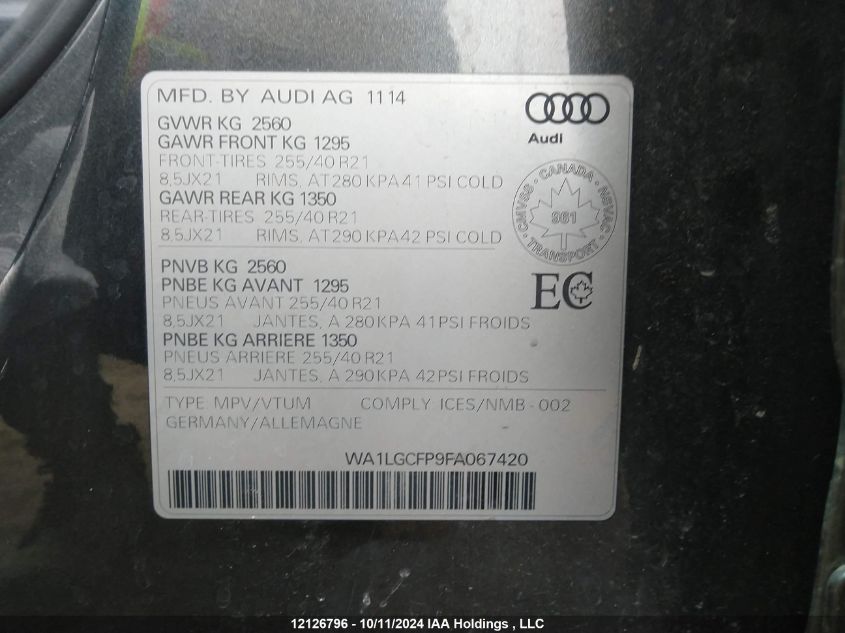 MFD. BY AUDI AG 11 14
GVWR KG 2560
GAWR FRONT KG 1295
FRONT-TIRES 255/40 R21
8,5JX21 RIMS, AT 280 KPA 41 PSI COLD
GAWR REAR KG 1350
REAR-TIRES 255/40 R21
8,5JX21 RIMS, AT 290 KPA 42 PSI COLD
Audi
CANADA
CMVSS - NSVAC
961
TRANSPORT
PNVB KG 2560
PNBE KG AVANT 1295
PNEUS AVANT 255/40 R21
8,5JX21 JANTES, A 280 KPA 41 PSI FROIDS
PNBE KG ARRIERE 1350
PNEUS ARRIERE 255/40 R21
8,5JX21 JANTES, A 290 KPA 42 PSI FROIDS
EC
TYPE: MPV/VTUM COMPLY ICES/NMB - 002
GERMANY/ALLEMAGNE
WA1LGCFP9FA067420
12126796 - 10/11/2024 IAA Holdings , LLC